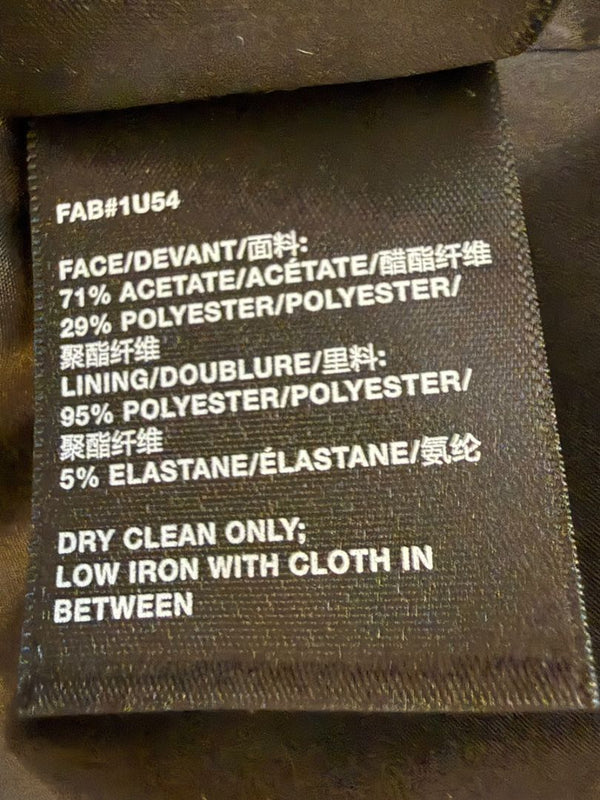 FAB#1U54
FACE/DEVANT/面料:
71% ACETATE/ACÉTATE/醋酯纤维
29% POLYESTER/POLYESTER/
聚酯纤维
LINING/DOUBLURE/里料:
95% POLYESTER/POLYESTER/
聚酯纤维
5% ELASTANE/ÉLASTANE/氨纶
DRY CLEAN ONLY;
LOW IRON WITH CLOTH IN
BETWEEN